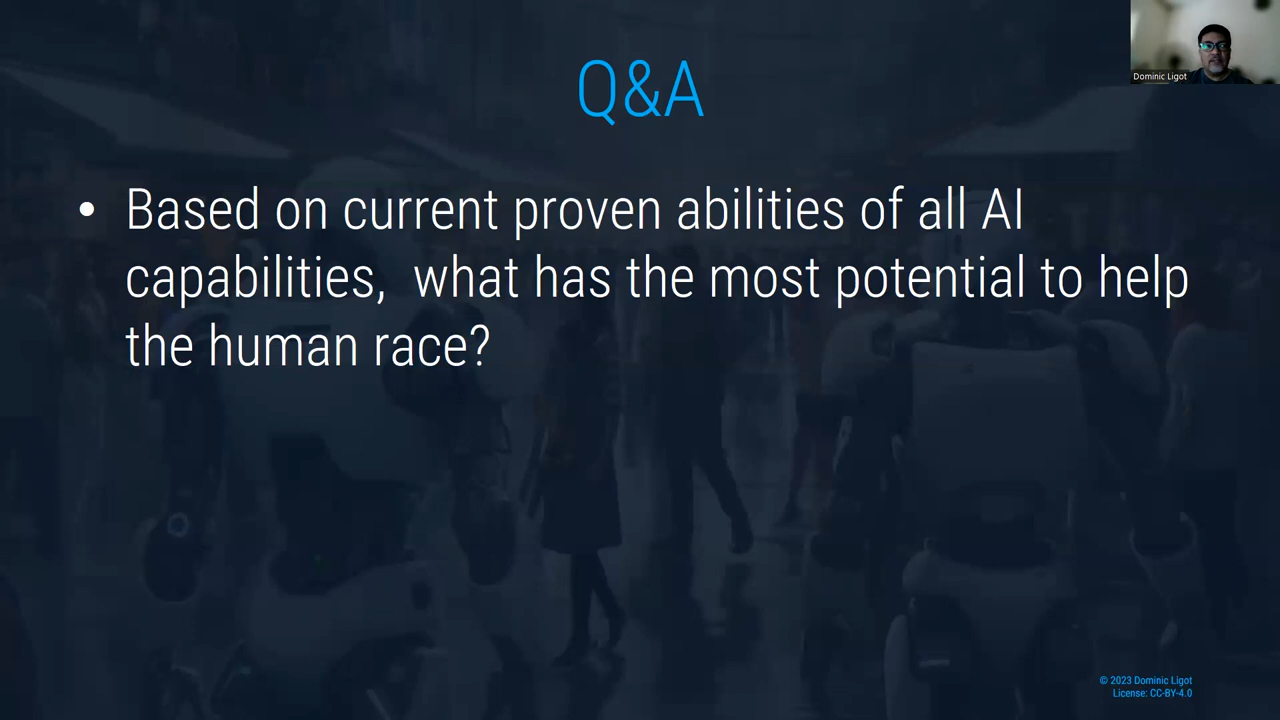 Dominic Ligot
Q&A
• Based on current proven abilities of all AI
capabilities,  what has the most potential to help
the human race?
© 2023 Dominic Ligot
License: CC-BY-4.0